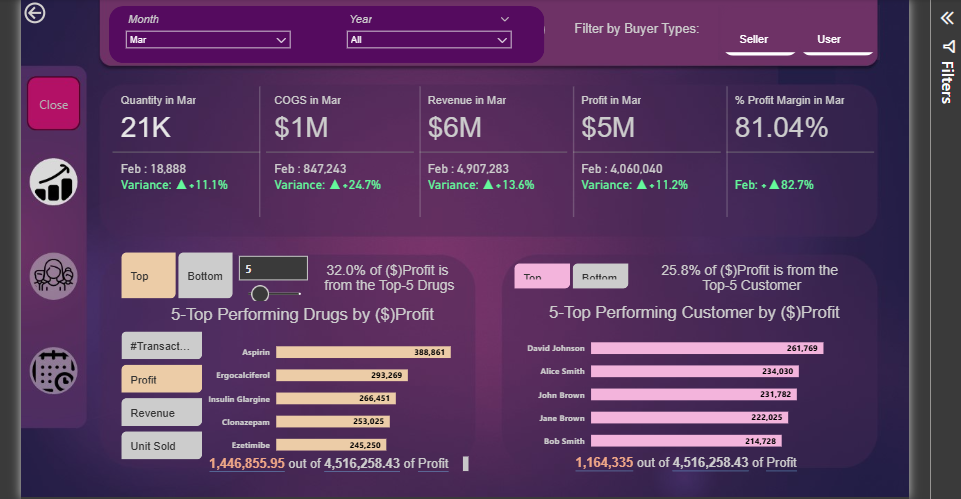 Month
Year
Mar
All
Filter by Buyer Types:
Seller
User
Filters
Close
Quantity in Mar
21K
Feb : 18,888
Variance: ▲+11.1%
COGS in Mar
$1M
Feb : 847,243
Variance: ▲+24.7%
Revenue in Mar
$6M
Feb : 4,907,283
Variance: ▲+13.6%
Profit in Mar
$5M
Feb : 4,060,040
Variance: ▲+11.2%
% Profit Margin in Mar
81.04%
Feb: +▲82.7%
Top
Bottom
5
32.0% of ($)Profit is
from the Top-5 Drugs
5-Top Performing Drugs by ($)Profit
#Transact...
Profit
Revenue
Unit Sold
Aspirin 388,861
Ergocalciferol 293,269
Insulin Glargine 266,451
Clonazepam 253,025
Ezetimibe 245,250
1,446,855.95 out of 4,516,258.43 of Profit
Top
Bottom
25.8% of ($)Profit is from the
Top-5 Customer
5-Top Performing Customer by ($)Profit
David Johnson 261,769
Alice Smith 234,030
John Brown 231,782
Jane Brown 222,025
Bob Smith 214,728
1,164,335 out of 4,516,258.43 of Profit